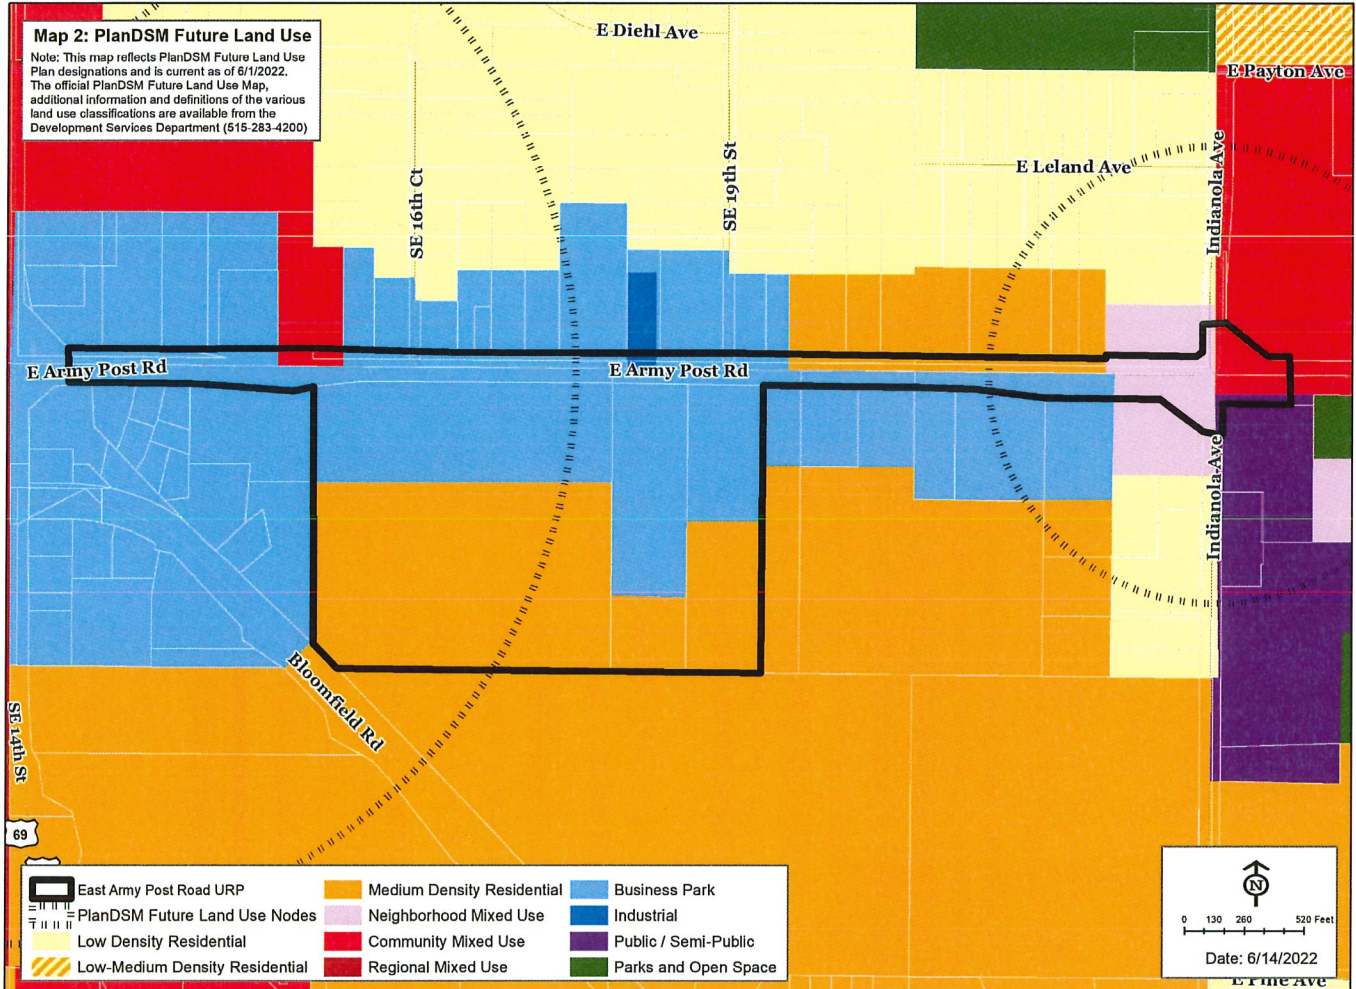 Map 2: PlanDSM Future Land Use
Note: This map reflects PlanDSM Future Land Use
Plan designations and is current as of 6/1/2022.
The official PlanDSM Future Land Use Map,
additional information and definitions of the various
land use classifications are available from the
Development Services Department (515-283-4200)
E Diehl Ave
E Payton Ave
E Leland Ave
SE 16th Ct
SE 19th St
Indianola Ave
E Army Post Rd
E Army Post Rd
Indianola Ave
Bloomfield Rd
SE 14th St
69
East Army Post Road URP
PlanDSM Future Land Use Nodes
Low Density Residential
Low-Medium Density Residential
Medium Density Residential
Neighborhood Mixed Use
Community Mixed Use
Regional Mixed Use
Business Park
Industrial
Public / Semi-Public
Parks and Open Space
N
0 130 260 520 Feet
Date: 6/14/2022
E Pine Ave